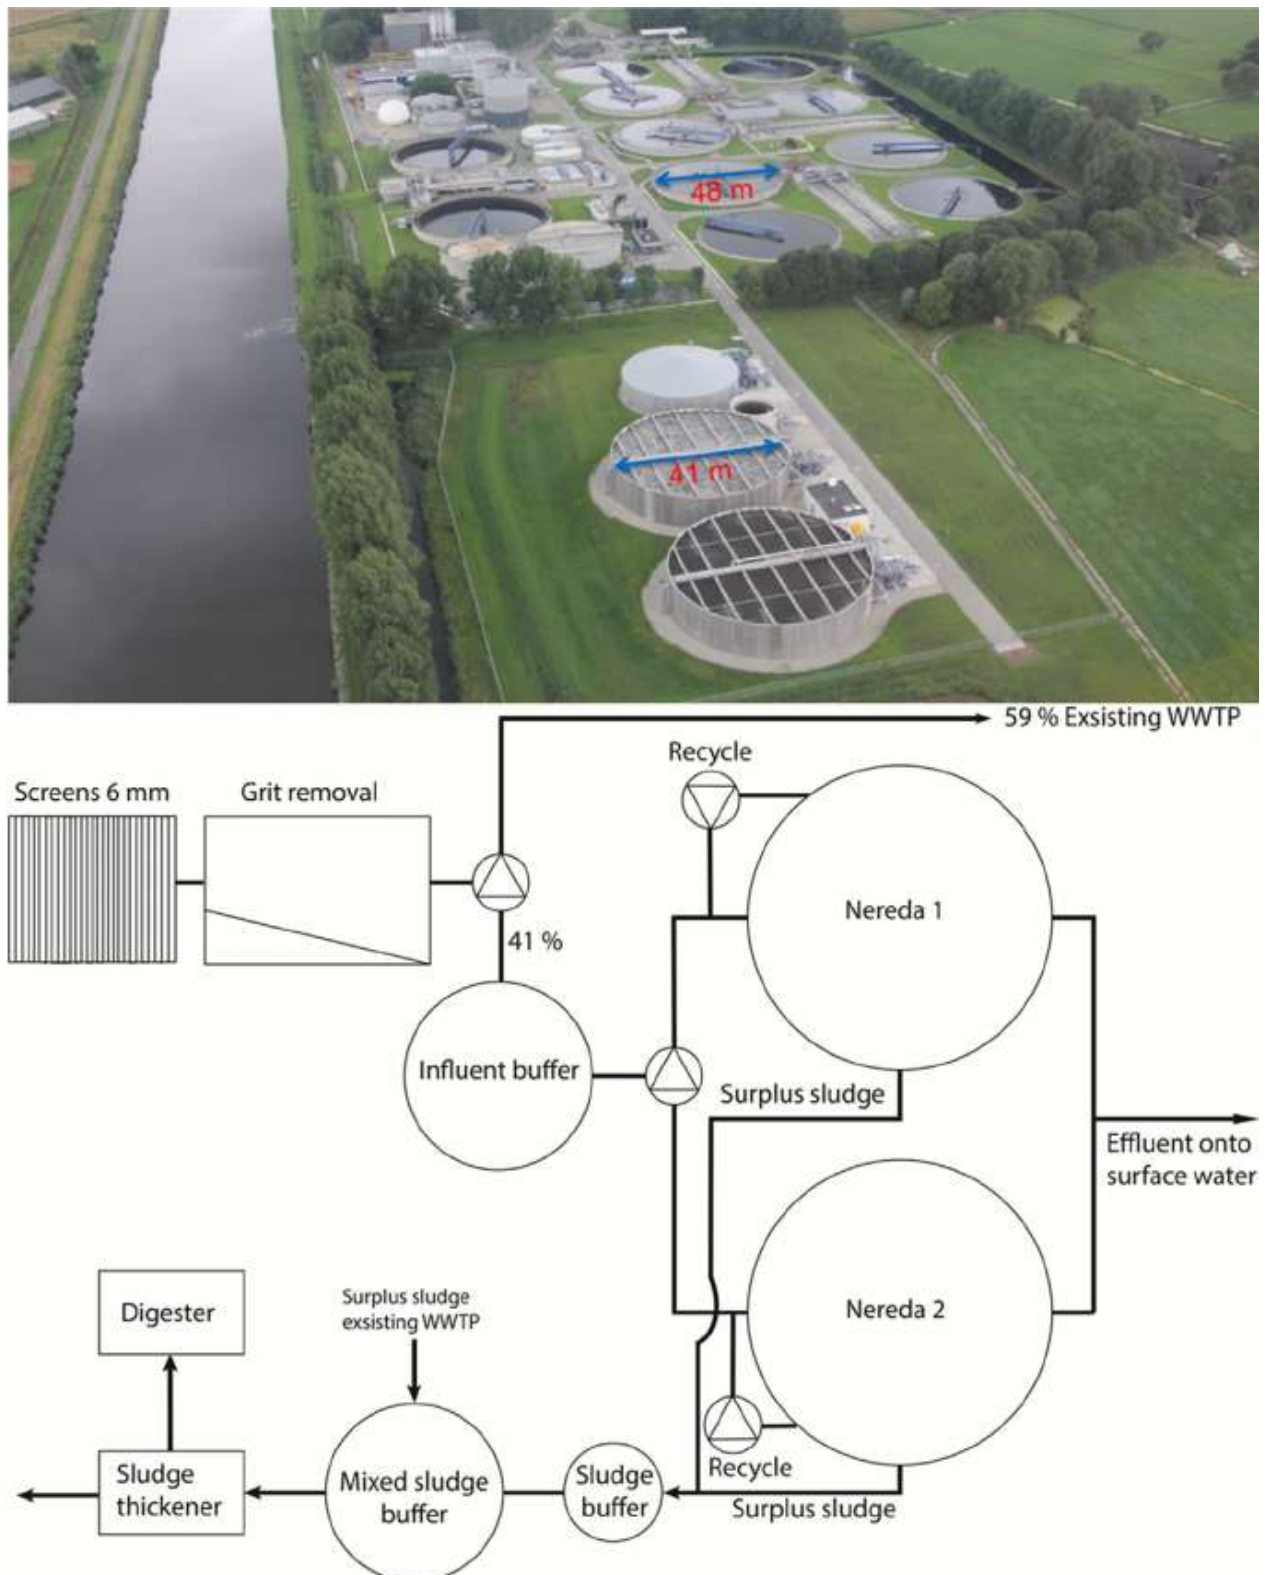 48 m
41 m
59 % Exsisting WWTP
Recycle
Screens 6 mm
Grit removal
Nereda 1
41 %
Influent buffer
Surplus sludge
Effluent onto
surface water
Digester
Surplus sludge
exsisting WWTP
Nereda 2
Sludge
thickener
Mixed sludge
buffer
Sludge
buffer
Recycle
Surplus sludge